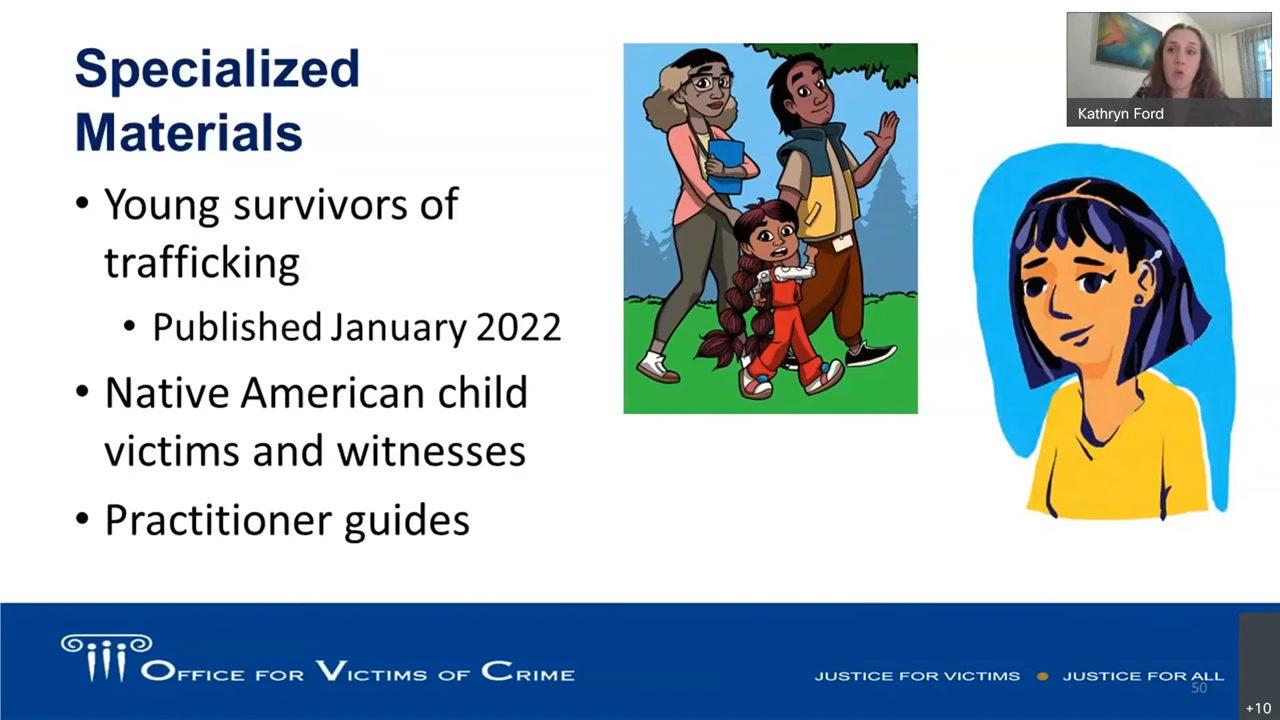 Specialized
Materials
• Young survivors of
trafficking
• Published January 2022
• Native American child
victims and witnesses
• Practitioner guides
Kathryn Ford
OFFICE FOR VICTIMS OF CRIME
JUSTICE FOR VICTIMS • JUSTICE FOR ALL
50
+10